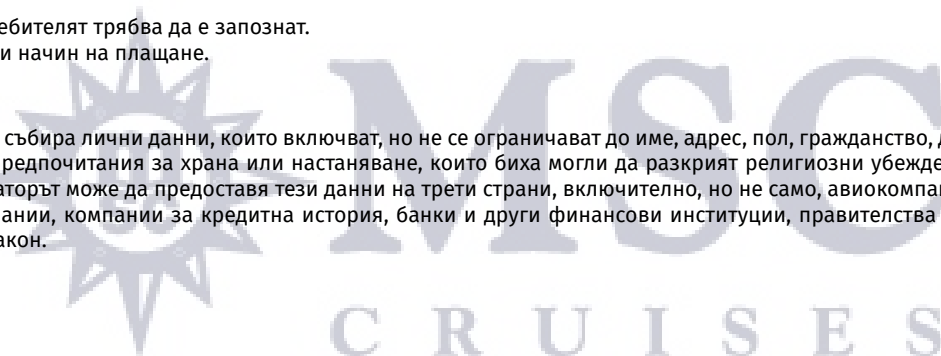 ебителят трябва да е запознат.
и начин на плащане.
събира лични данни, които включват, но не се ограничават до име, адрес, пол, гражданство, д
редпочитания за храна или настаняване, които биха могли да разкрият религиозни убежде
аторът може да предоставя тези данни на трети страни, включително, но не само, авиокомпан
ании, компании за кредитна история, банки и други финансови институции, правителства
акон.
MSC
CRUISES